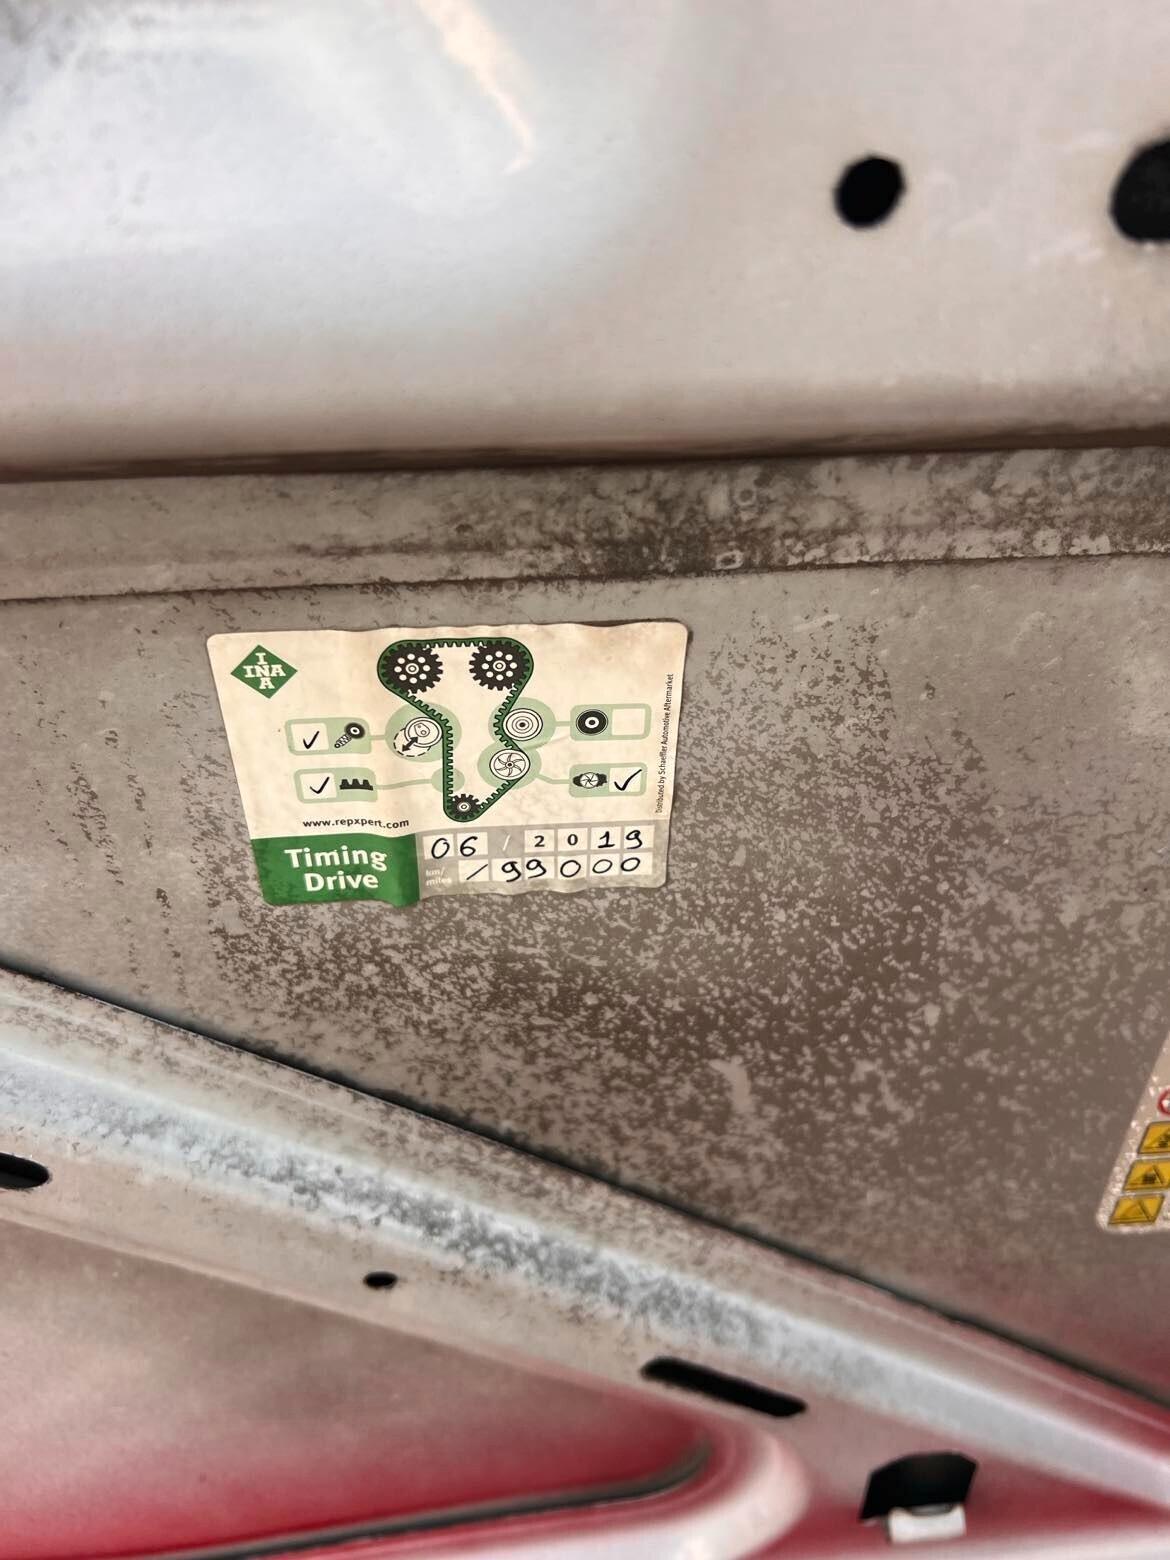 I
INA
A
✓
✓
✓
Distributed by Schaeffler Automotive Aftermarket
www.repxpert.com
Timing
Drive
06 / 2019
km/
miles
/99000